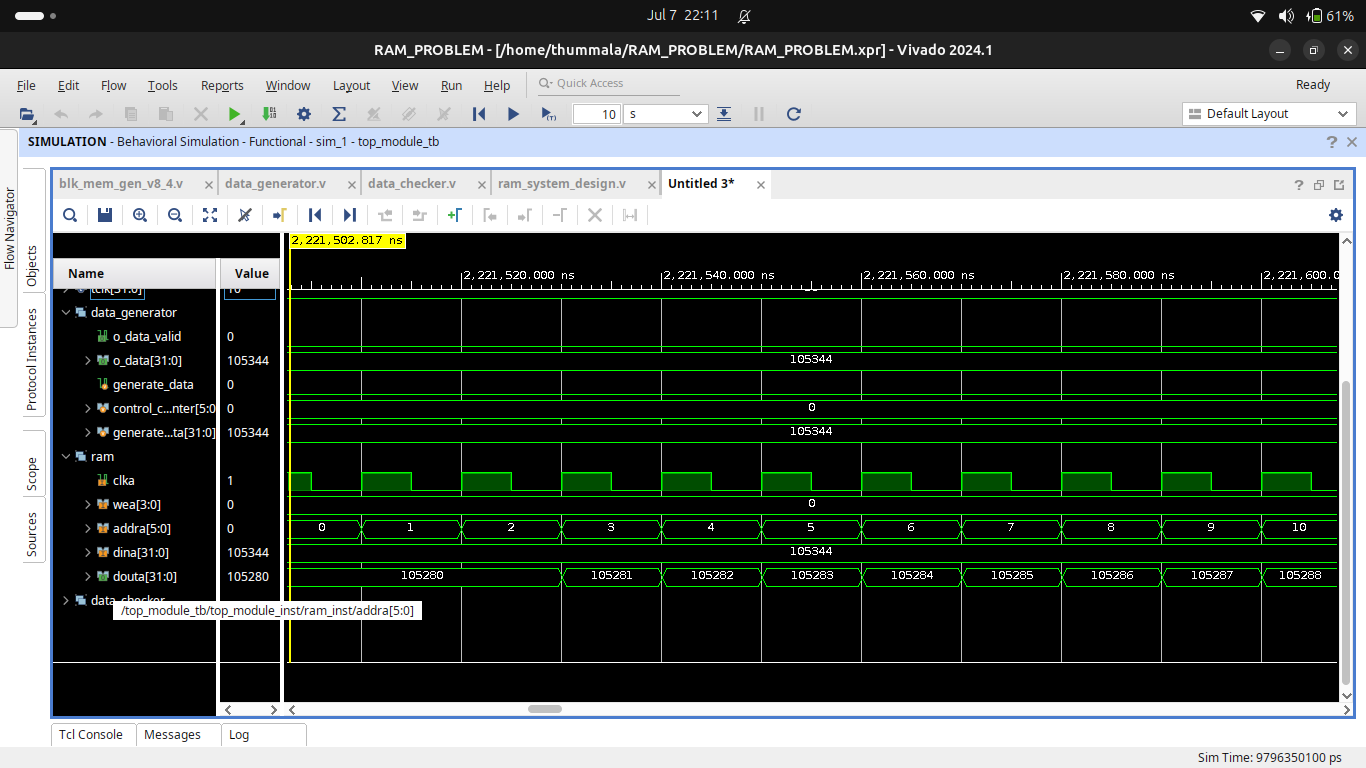 Jul 7 22:11
61%
RAM_PROBLEM - [/home/thummala/RAM_PROBLEM/RAM_PROBLEM.xpr] - Vivado 2024.1
File Edit Flow Tools Reports Window Layout View Run Help Quick Access Ready
10 s Default Layout
SIMULATION - Behavioral Simulation - Functional - sim_1 - top_module_tb
Flow Navigator
Objects
Protocol Instances
Scope
Sources
blk_mem_gen_v8_4.v data_generator.v data_checker.v ram_system_design.v Untitled 3*
2,221,502.817 ns
Name Value
2,221,520.000 ns 2,221,540.000 ns 2,221,560.000 ns 2,221,580.000 ns 2,221,600.0
data_generator
o_data_valid 0
o_data[31:0] 105344 105344
generate_data 0
control_c...nter[5:0 0 0
generate...ta[31:0] 105344 105344
ram
clka 1
wea[3:0] 0 0
addra[5:0] 0 0 1 2 3 4 5 6 7 8 9 10
dina[31:0] 105344 105344
douta[31:0] 105280 105280 105281 105282 105283 105284 105285 105286 105287 105288
/top_module_tb/top_module_inst/ram_inst/addra[5:0]
Tcl Console Messages Log
Sim Time: 9796350100 ps